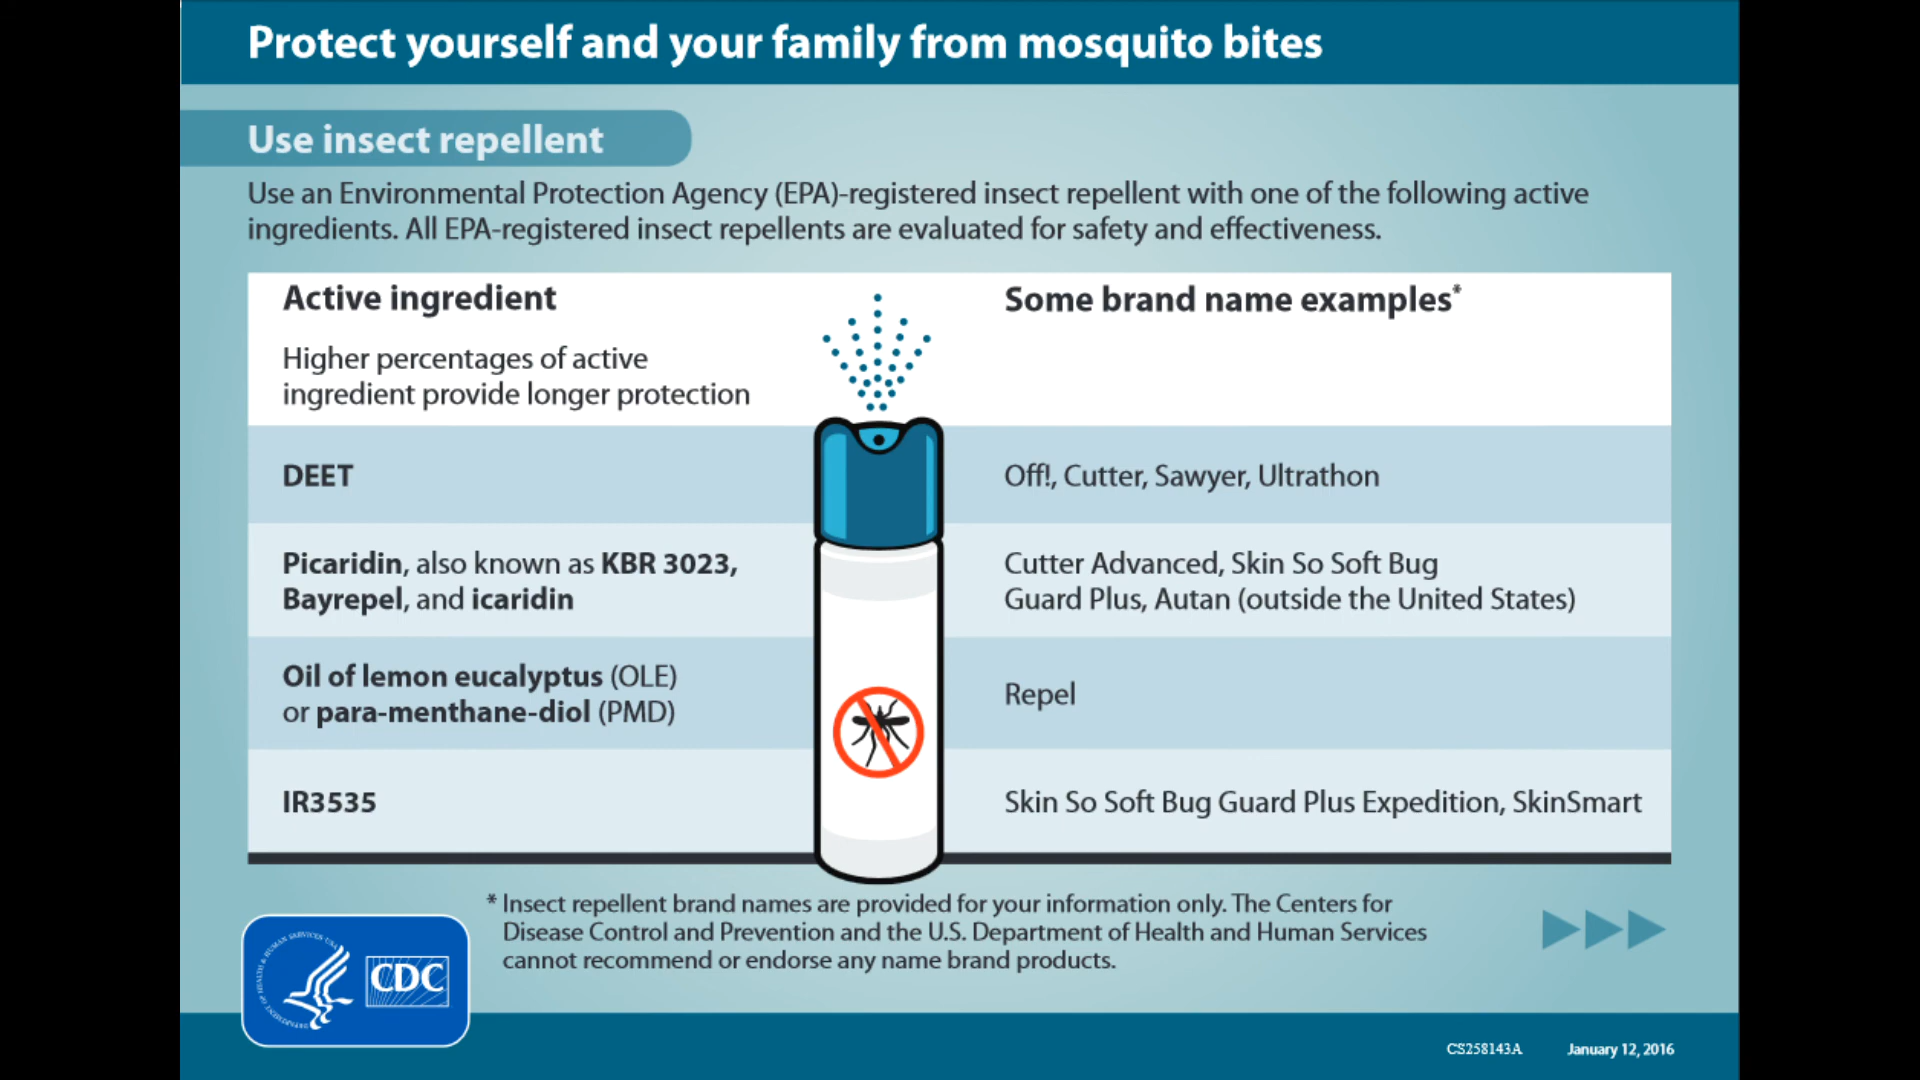 Protect yourself and your family from mosquito bites
Use insect repellent
Use an Environmental Protection Agency (EPA)-registered insect repellent with one of the following active
ingredients. All EPA-registered insect repellents are evaluated for safety and effectiveness.
Active ingredient
Higher percentages of active
ingredient provide longer protection
Some brand name examples*
DEET
Off!, Cutter, Sawyer, Ultrathon
Picaridin, also known as KBR 3023,
Bayrepel, and icaridin
Cutter Advanced, Skin So Soft Bug
Guard Plus, Autan (outside the United States)
Oil of lemon eucalyptus (OLE)
or para-menthane-diol (PMD)
Repel
IR3535
Skin So Soft Bug Guard Plus Expedition, SkinSmart
* Insect repellent brand names are provided for your information only. The Centers for
Disease Control and Prevention and the U.S. Department of Health and Human Services
cannot recommend or endorse any name brand products.
DEPARTMENT OF HEALTH & HUMAN SERVICES USA
CDC
CS258143A
January 12, 2016